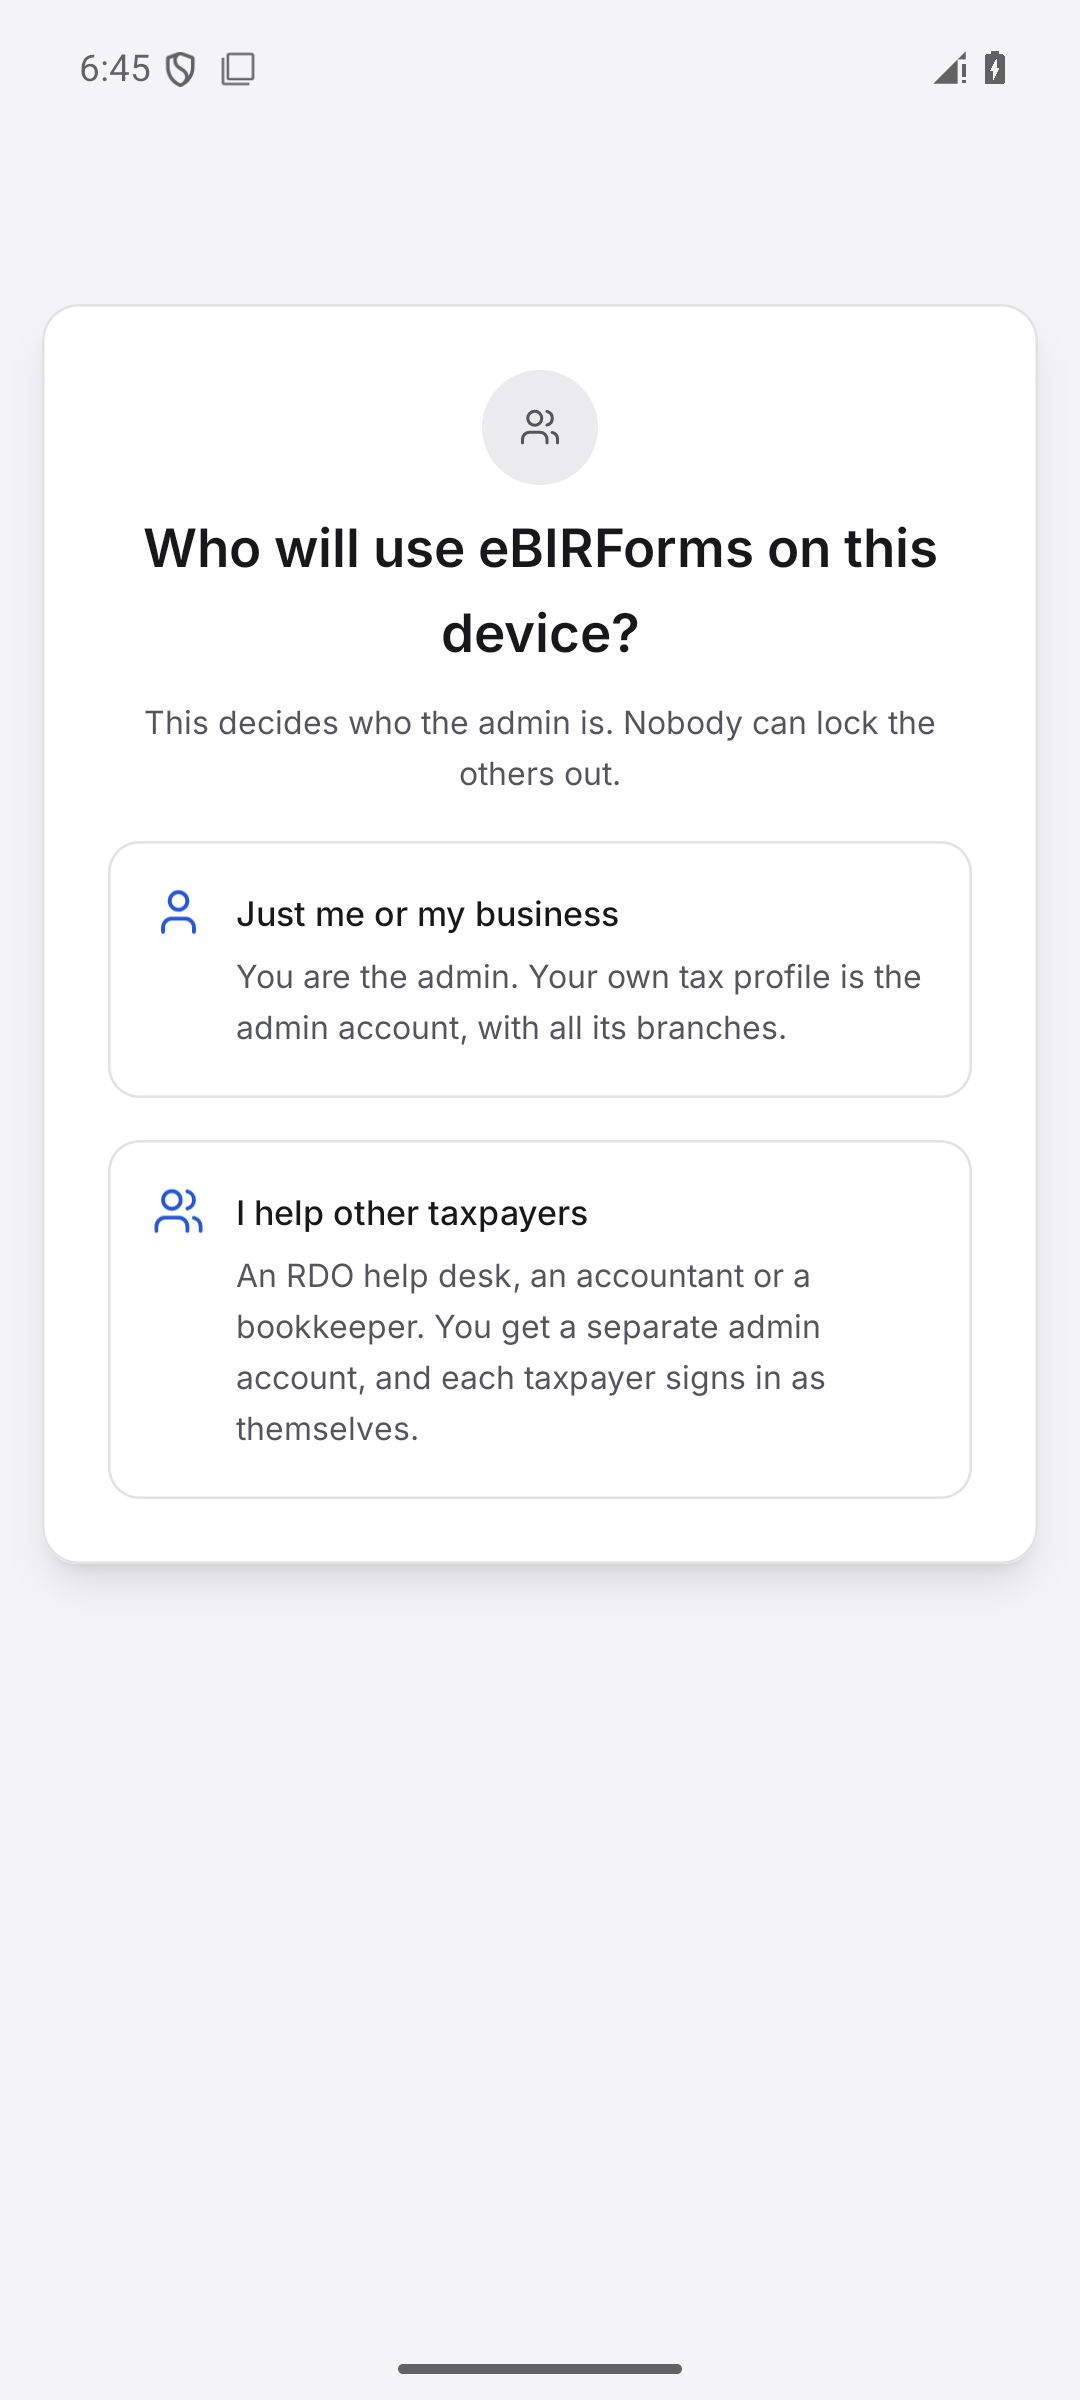 6:45
Who will use eBIRForms on this
device?
This decides who the admin is. Nobody can lock the
others out.
Just me or my business
You are the admin. Your own tax profile is the
admin account, with all its branches.
I help other taxpayers
An RDO help desk, an accountant or a
bookkeeper. You get a separate admin
account, and each taxpayer signs in as
themselves.